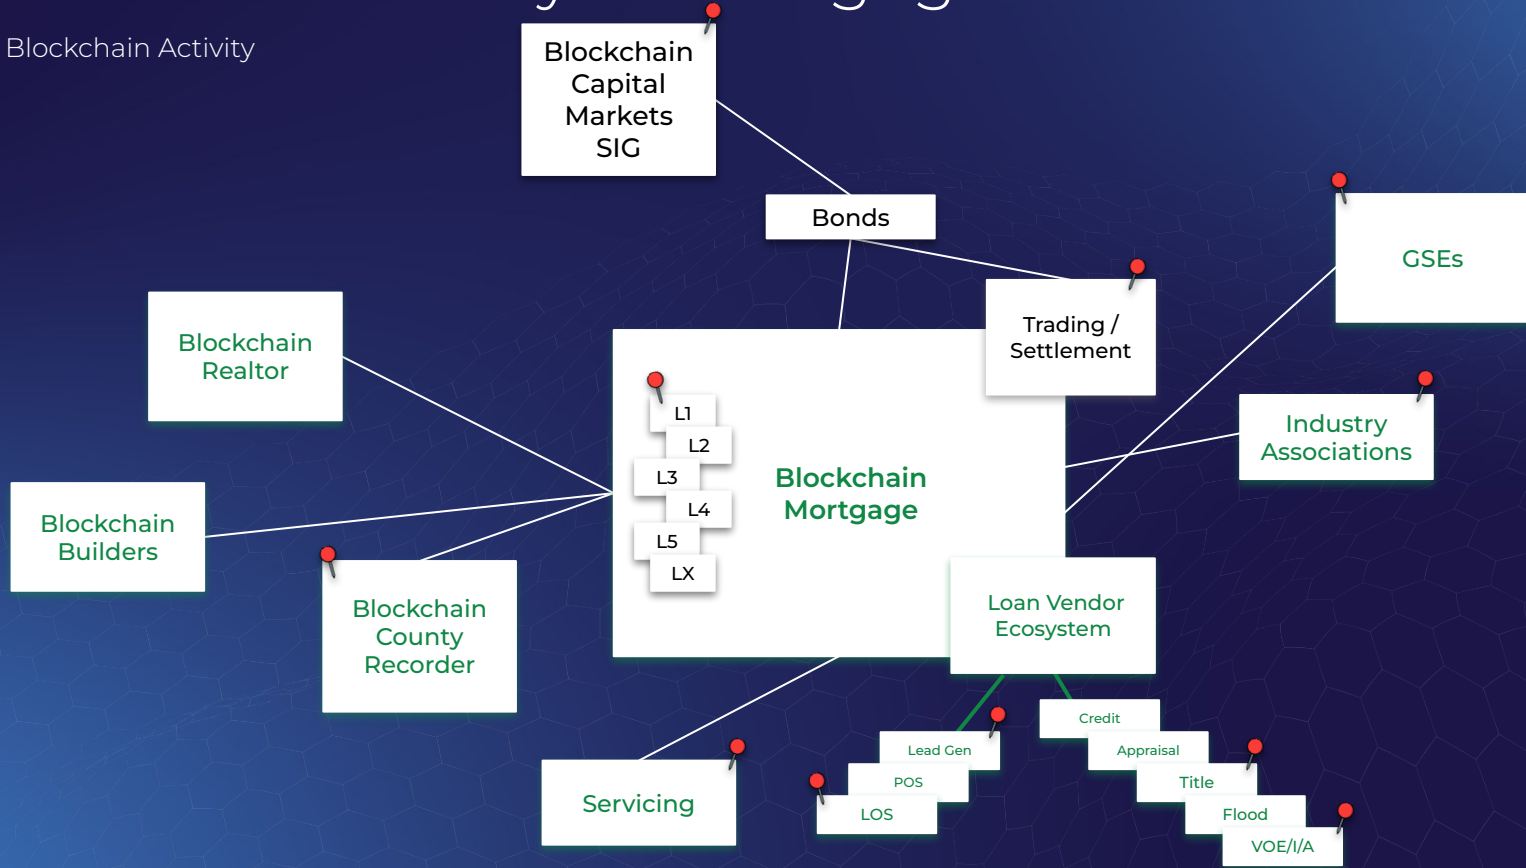 Blockchain Activity
Blockchain
Capital
Markets
SIG
Bonds
GSEs
Trading /
Settlement
Blockchain
Realtor
Industry
Associations
L1
L2
L3
L4
L5
LX
Blockchain
Mortgage
Blockchain
Builders
Blockchain
County
Recorder
Loan Vendor
Ecosystem
Servicing
Lead Gen
POS
LOS
Credit
Appraisal
Title
Flood
VOE/I/A